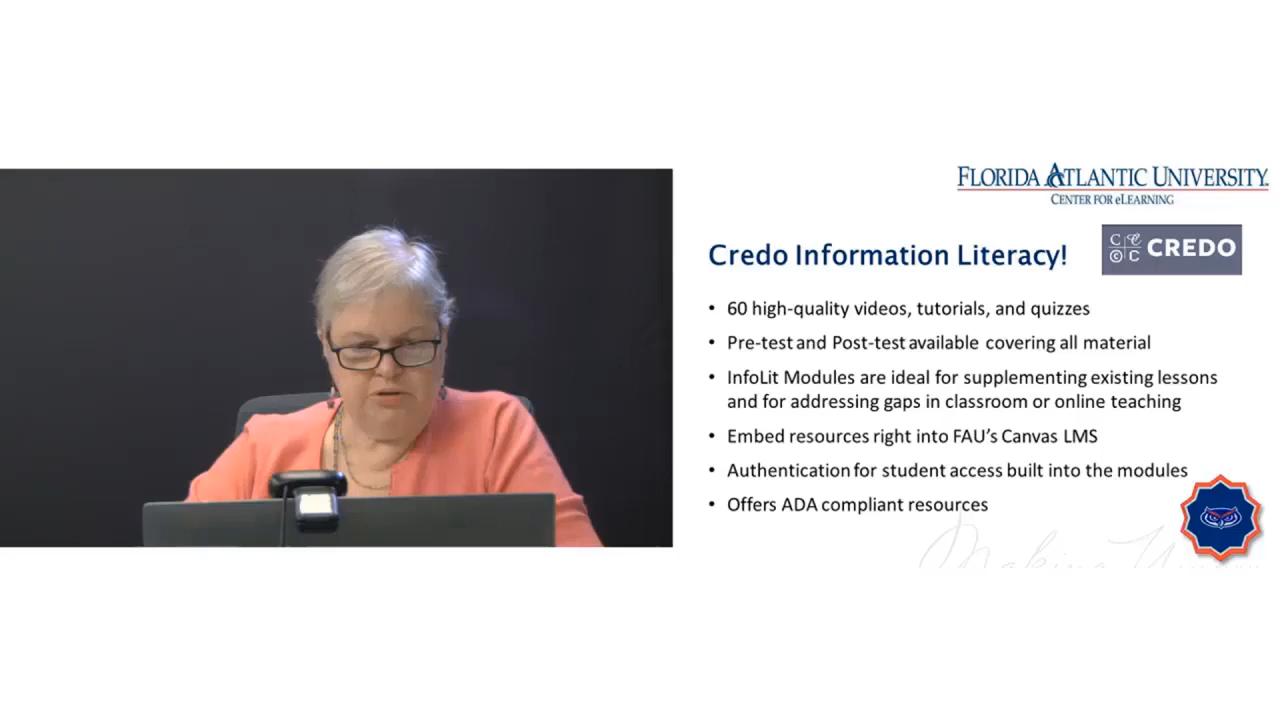 FLORIDA ATLANTIC UNIVERSITY
CENTER FOR eLEARNING
Credo Information Literacy!
CREDO
• 60 high-quality videos, tutorials, and quizzes
• Pre-test and Post-test available covering all material
• InfoLit Modules are ideal for supplementing existing lessons
and for addressing gaps in classroom or online teaching
• Embed resources right into FAU's Canvas LMS
• Authentication for student access built into the modules
• Offers ADA compliant resources
Making